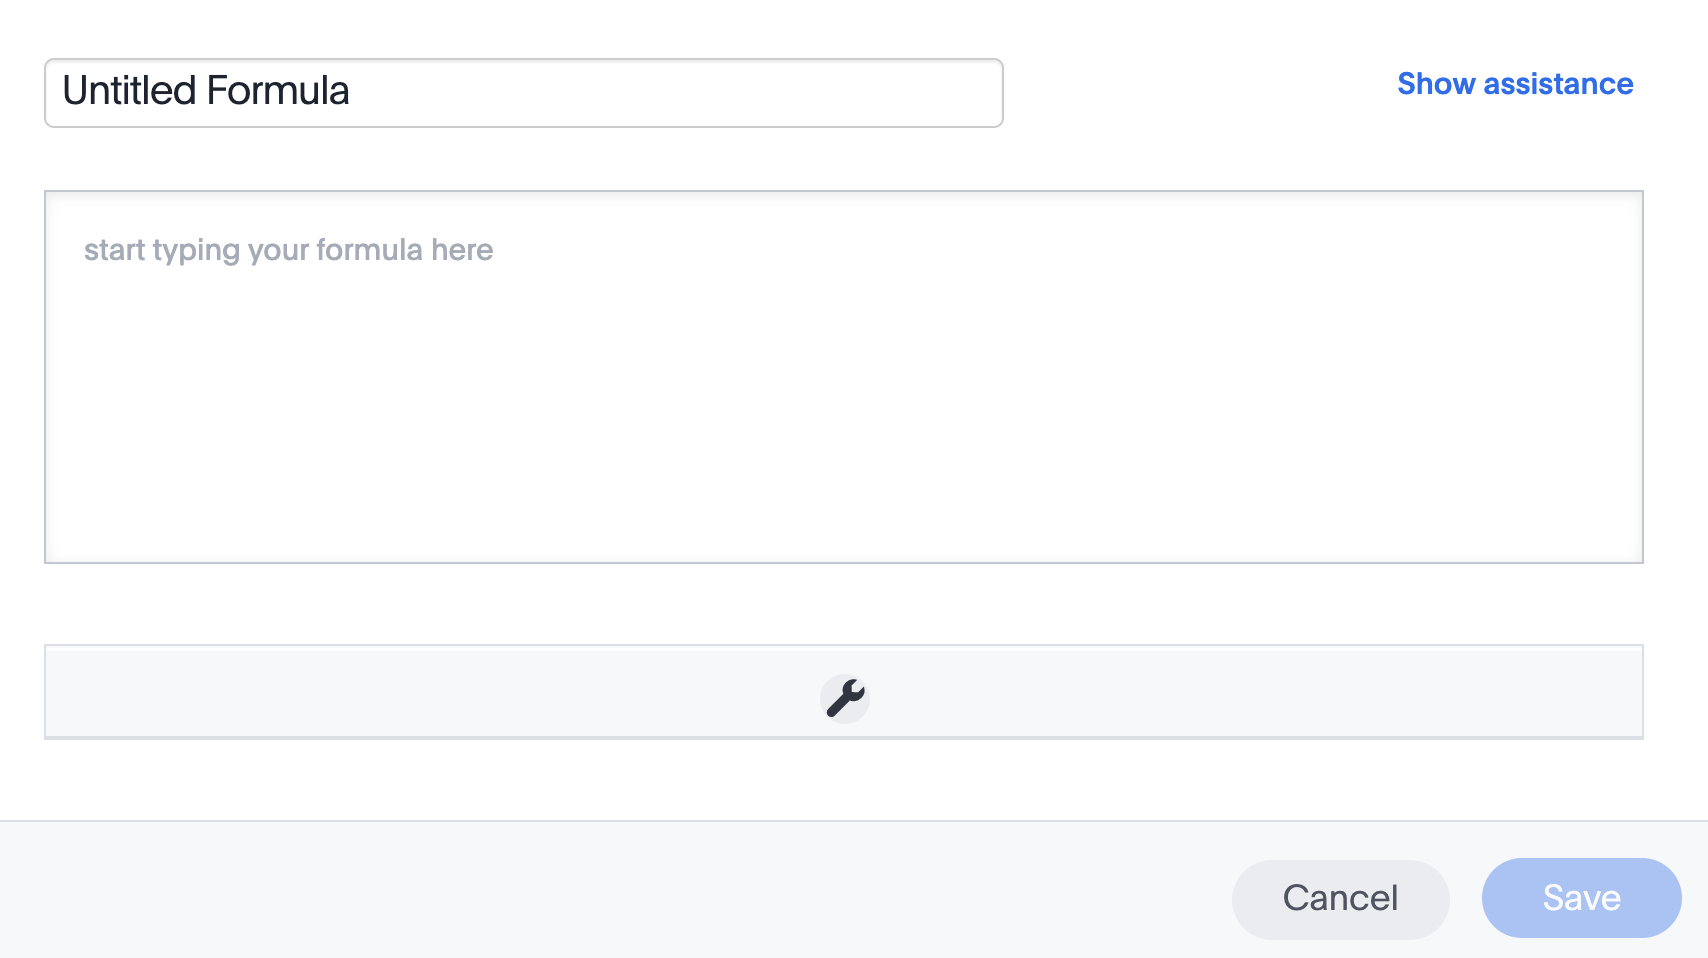 Untitled Formula
Show assistance
start typing your formula here
Cancel
Save